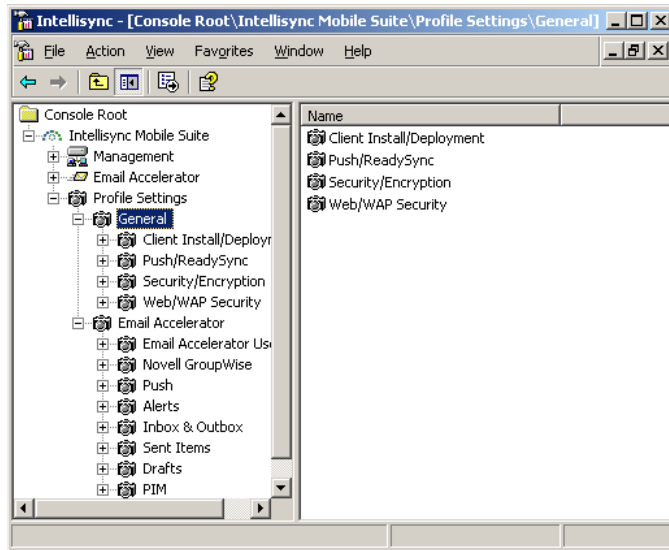 Intellisync - [Console Root\Intellisync Mobile Suite\Profile Settings\General]
File Action View Favorites Window Help
Console Root
Intellisync Mobile Suite
Management
Email Accelerator
Profile Settings
General
Client Install/Deployr
Push/ReadySync
Security/Encryption
Web/WAP Security
Email Accelerator
Email Accelerator Us
Novell GroupWise
Push
Alerts
Inbox & Outbox
Sent Items
Drafts
PIM
Name
Client Install/Deployment
Push/ReadySync
Security/Encryption
Web/WAP Security